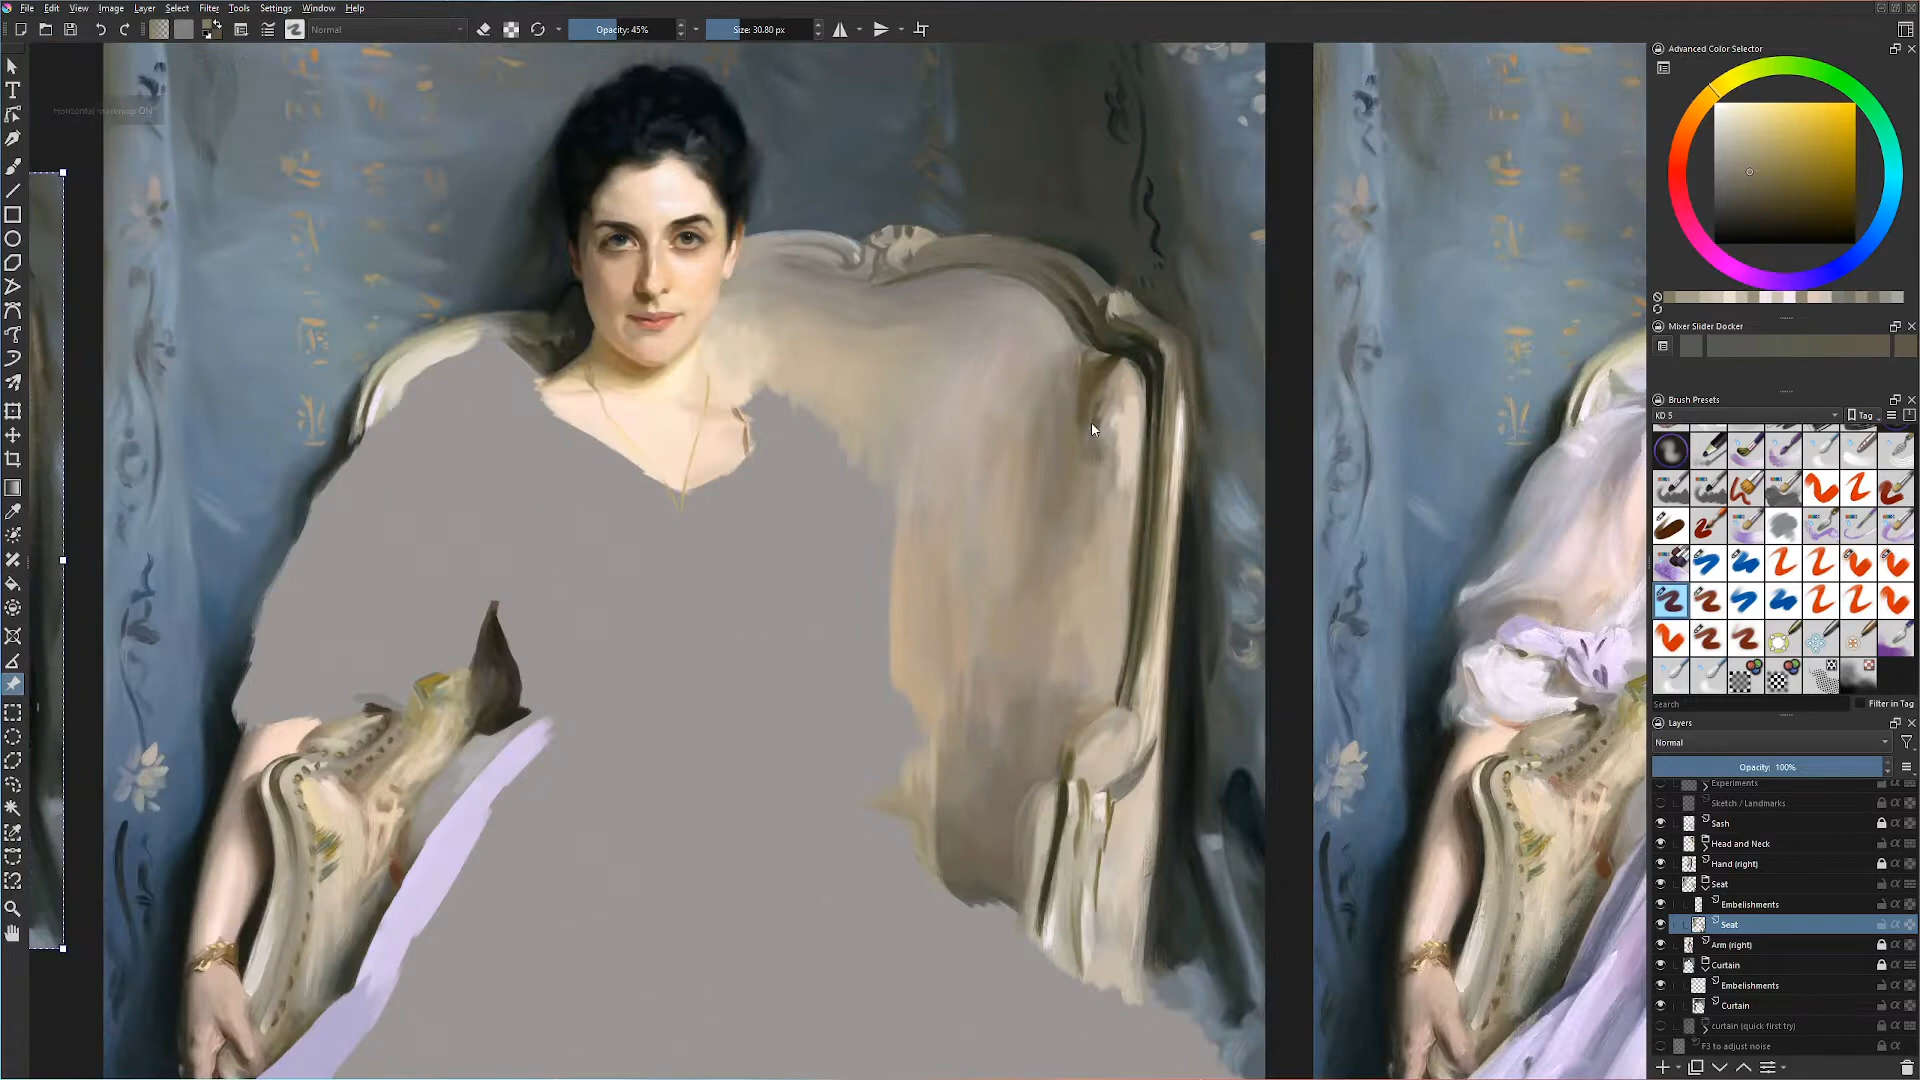 File Edit View Image Layer Select Filter Tools Settings Window Help
Normal
Opacity: 45%
Size: 30.80 px
Advanced Color Selector
Mixer Slider Docker
Brush Presets
KD 5
Tag
Search
Filter in Tag
Layers
Normal
Opacity: 100%
Experiments
Sketch / Landmarks
Sash
Head and Neck
Hand (right)
Seat
Embelishments
Seat
Arm (right)
Curtain
Embelishments
Curtain
curtain (quick first try)
F3 to adjust noise